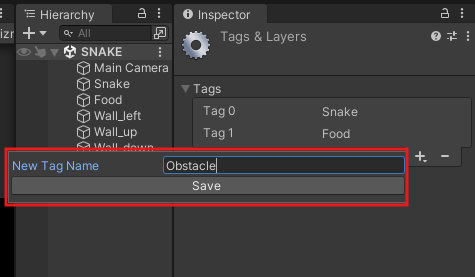 Hierarchy
All
SNAKE
Main Camera
Snake
Food
Wall_left
Wall_up
Wall_down
Inspector
Tags & Layers
Tags
Tag 0 Snake
Tag 1 Food
New Tag Name Obstacle
Save